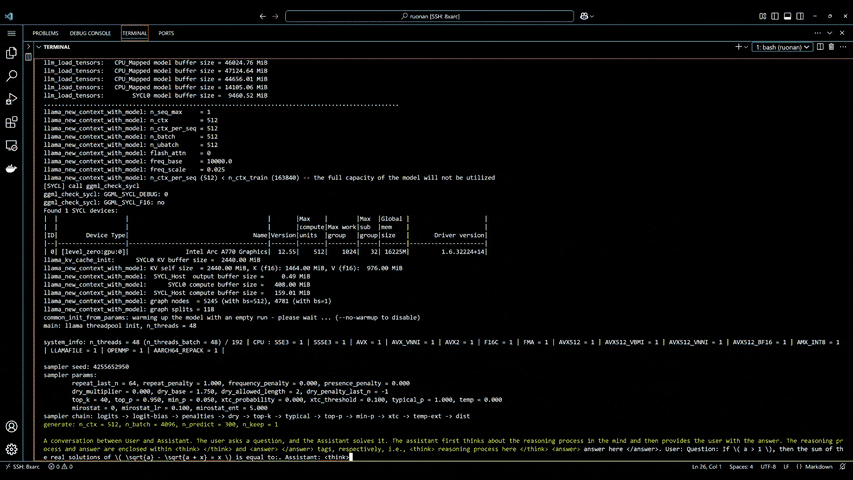 ruonan [SSH: 8xarc]
PROBLEMS DEBUG CONSOLE TERMINAL PORTS
TERMINAL
1: bash (ruonan)
llm_load_tensors: CPU_Mapped model buffer size = 46024.76 MiB
llm_load_tensors: CPU_Mapped model buffer size = 47124.64 MiB
llm_load_tensors: CPU_Mapped model buffer size = 44656.01 MiB
llm_load_tensors: CPU_Mapped model buffer size = 14105.06 MiB
llm_load_tensors: SYCL0 model buffer size = 9460.52 MiB
....................................................................................................
llama_new_context_with_model: n_seq_max = 1
llama_new_context_with_model: n_ctx = 512
llama_new_context_with_model: n_ctx_per_seq = 512
llama_new_context_with_model: n_batch = 512
llama_new_context_with_model: n_ubatch = 512
llama_new_context_with_model: flash_attn = 0
llama_new_context_with_model: freq_base = 10000.0
llama_new_context_with_model: freq_scale = 0.025
llama_new_context_with_model: n_ctx_per_seq (512) < n_ctx_train (163840) -- the full capacity of the model will not be utilized
[SYCL] call ggml_check_sycl
ggml_check_sycl: GGML_SYCL_DEBUG: 0
ggml_check_sycl: GGML_SYCL_F16: no
Found 1 SYCL devices:
| | | | |Max | |Max |Global | |
| | | | |compute|Max work|sub |mem | |
|ID| Device Type| Name|Version|units |group |group|size | Driver version|
| 0| [level_zero:gpu:0]| Intel Arc A770 Graphics| 12.55| 512| 1024| 32| 16225M| 1.6.32224+14|
llama_kv_cache_init: SYCL0 KV buffer size = 2440.00 MiB
llama_new_context_with_model: KV self size = 2440.00 MiB, K (f16): 1464.00 MiB, V (f16): 976.00 MiB
llama_new_context_with_model: SYCL_Host output buffer size = 0.49 MiB
llama_new_context_with_model: SYCL0 compute buffer size = 408.00 MiB
llama_new_context_with_model: SYCL_Host compute buffer size = 159.01 MiB
llama_new_context_with_model: graph nodes = 5245 (with bs=512), 4781 (with bs=1)
llama_new_context_with_model: graph splits = 118
common_init_from_params: warming up the model with an empty run - please wait ... (--no-warmup to disable)
main: llama threadpool init, n_threads = 48
system_info: n_threads = 48 (n_threads_batch = 48) / 192 | CPU : SSE3 = 1 | SSSE3 = 1 | AVX = 1 | AVX_VNNI = 1 | AVX2 = 1 | F16C = 1 | FMA = 1 | AVX512 = 1 | AVX512_VBMI = 1 | AVX512_VNNI = 1 | AVX512_BF16 = 1 | AMX_INT8 = 1 | LLAMAFILE = 1 | OPENMP = 1 | AARCH64_REPACK = 1 |
sampler seed: 4255652950
sampler params:
repeat_last_n = 64, repeat_penalty = 1.000, frequency_penalty = 0.000, presence_penalty = 0.000
dry_multiplier = 0.000, dry_base = 1.750, dry_allowed_length = 2, dry_penalty_last_n = -1
top_k = 40, top_p = 0.950, min_p = 0.050, xtc_probability = 0.000, xtc_threshold = 0.100, typical_p = 1.000, temp = 0.000
mirostat = 0, mirostat_lr = 0.100, mirostat_ent = 5.000
sampler chain: logits -> logit-bias -> penalties -> dry -> top-k -> typical -> top-p -> min-p -> xtc -> temp-ext -> dist
generate: n_ctx = 512, n_batch = 4096, n_predict = 300, n_keep = 1
A conversation between User and Assistant. The user asks a question, and the Assistant solves it. The assistant first thinks about the reasoning process in the mind and then provides the user with the answer. The reasoning pro
cess and answer are enclosed within <think> </think> and <answer> </answer> tags, respectively, i.e., <think> reasoning process here </think> <answer> answer here </answer>. User: Question: If \( a > 1 \), then the sum of th
e real solutions of \( \sqrt{a} - \sqrt{a + x} = x \) is equal to:. Assistant: <think>
SSH: 8xarc 0 0 0 Ln 26, Col 1 Spaces: 4 UTF-8 LF Markdown